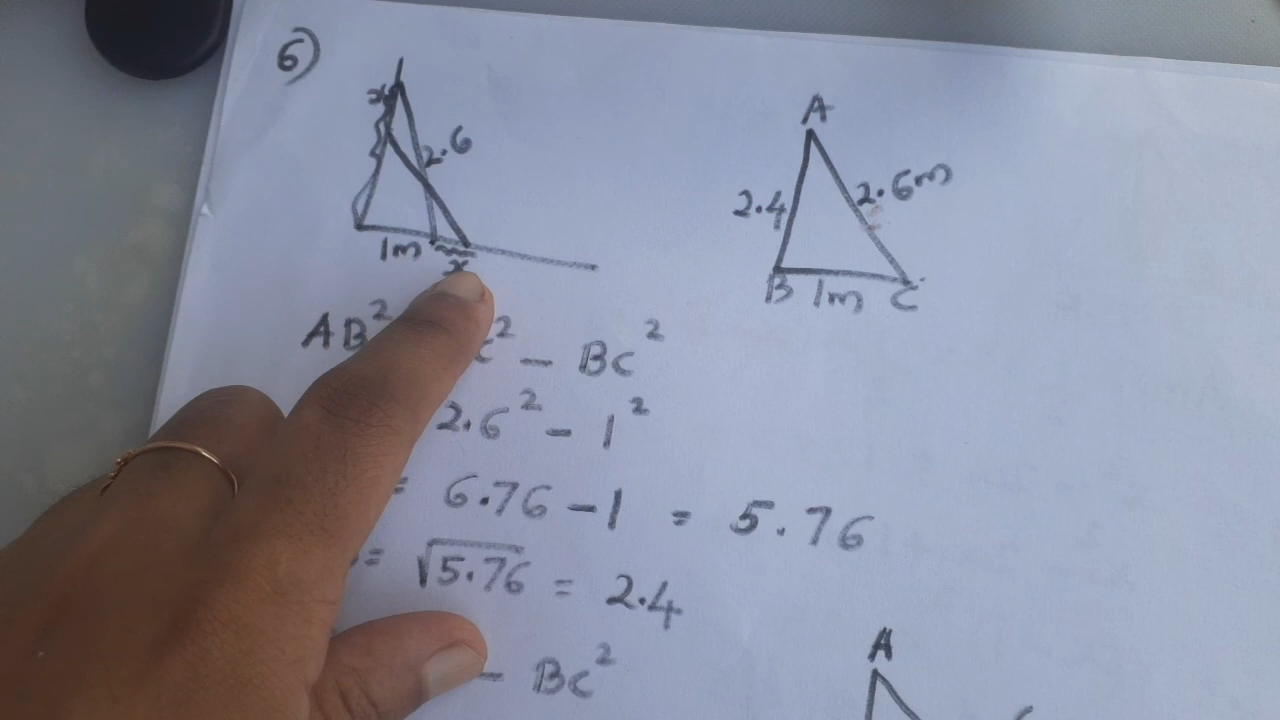 6)
x
2.6
1m
x
A
2.4
2.6m
B 1m C
AB² c² - Bc²
2.6² - 1²
= 6.76 - 1 = 5.76
= √5.76 = 2.4
- Bc²
A